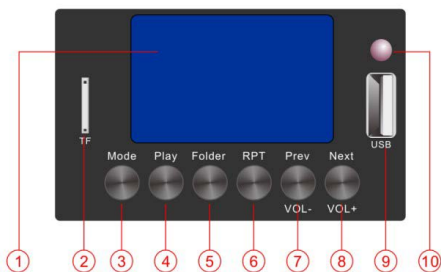 TF
USB
Mode Play Folder RPT Prev Next
VOL- VOL+
1 2 3 4 5 6 7 8 9 10